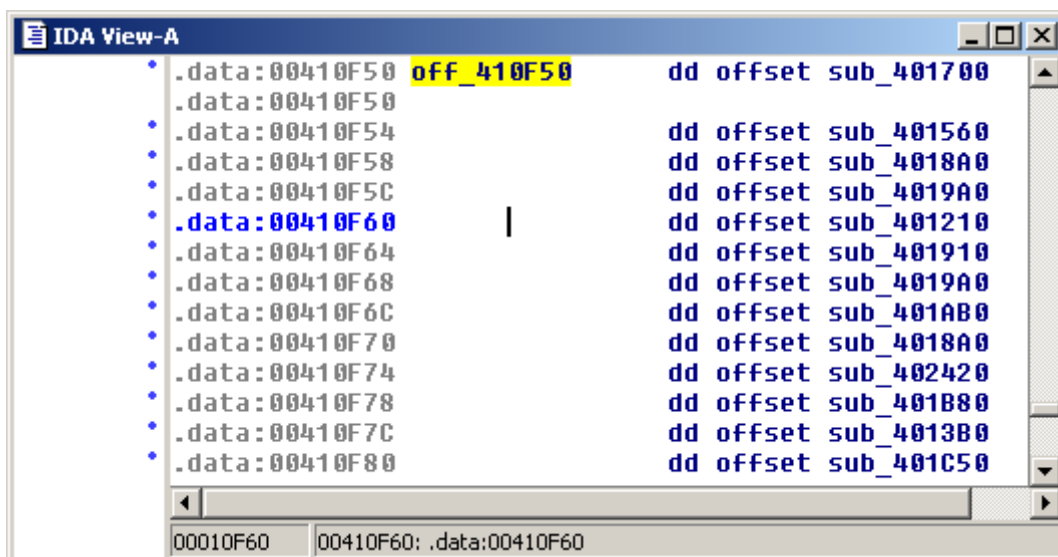 IDA View-A
.data:00410F50 off_410F50 dd offset sub_401700
.data:00410F50
.data:00410F54 dd offset sub_401560
.data:00410F58 dd offset sub_4018A0
.data:00410F5C dd offset sub_4019A0
.data:00410F60 dd offset sub_401210
.data:00410F64 dd offset sub_401910
.data:00410F68 dd offset sub_4019A0
.data:00410F6C dd offset sub_401AB0
.data:00410F70 dd offset sub_4018A0
.data:00410F74 dd offset sub_402420
.data:00410F78 dd offset sub_401B80
.data:00410F7C dd offset sub_4013B0
.data:00410F80 dd offset sub_401C50
00010F60 00410F60: .data:00410F60